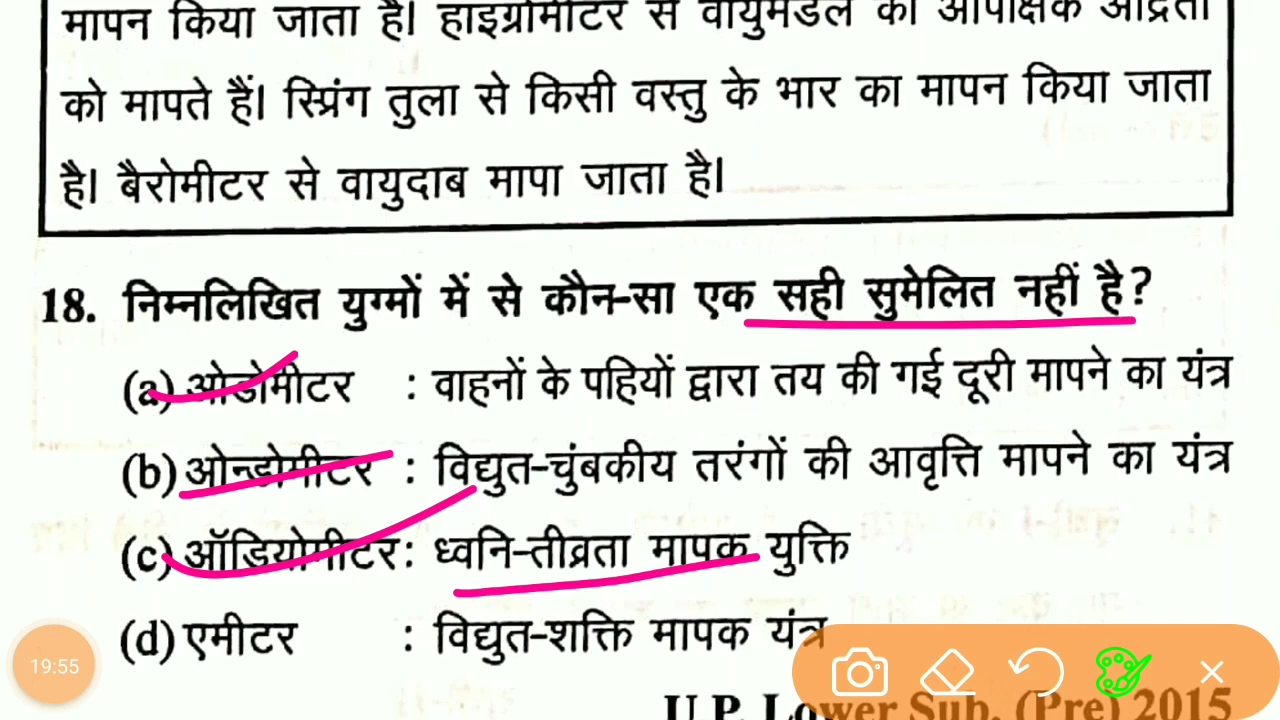 मापन किया जाता है। हाइग्रोमीटर से वायुमंडल की आपेक्षिक आर्द्रता
को मापते हैं। स्प्रिंग तुला से किसी वस्तु के भार का मापन किया जाता
है। बैरोमीटर से वायुदाब मापा जाता है।
18. निम्नलिखित युग्मों में से कौन-सा एक सही सुमेलित नहीं है?
(a) ओडोमीटर : वाहनों के पहियों द्वारा तय की गई दूरी मापने का यंत्र
(b) ओन्डोमीटर : विद्युत-चुंबकीय तरंगों की आवृत्ति मापने का यंत्र
(c) ऑडियोमीटर: ध्वनि-तीव्रता मापक युक्ति
(d) एमीटर : विद्युत-शक्ति मापक यंत्र
19:55
U.P. Lower Sub. (Pre) 2015